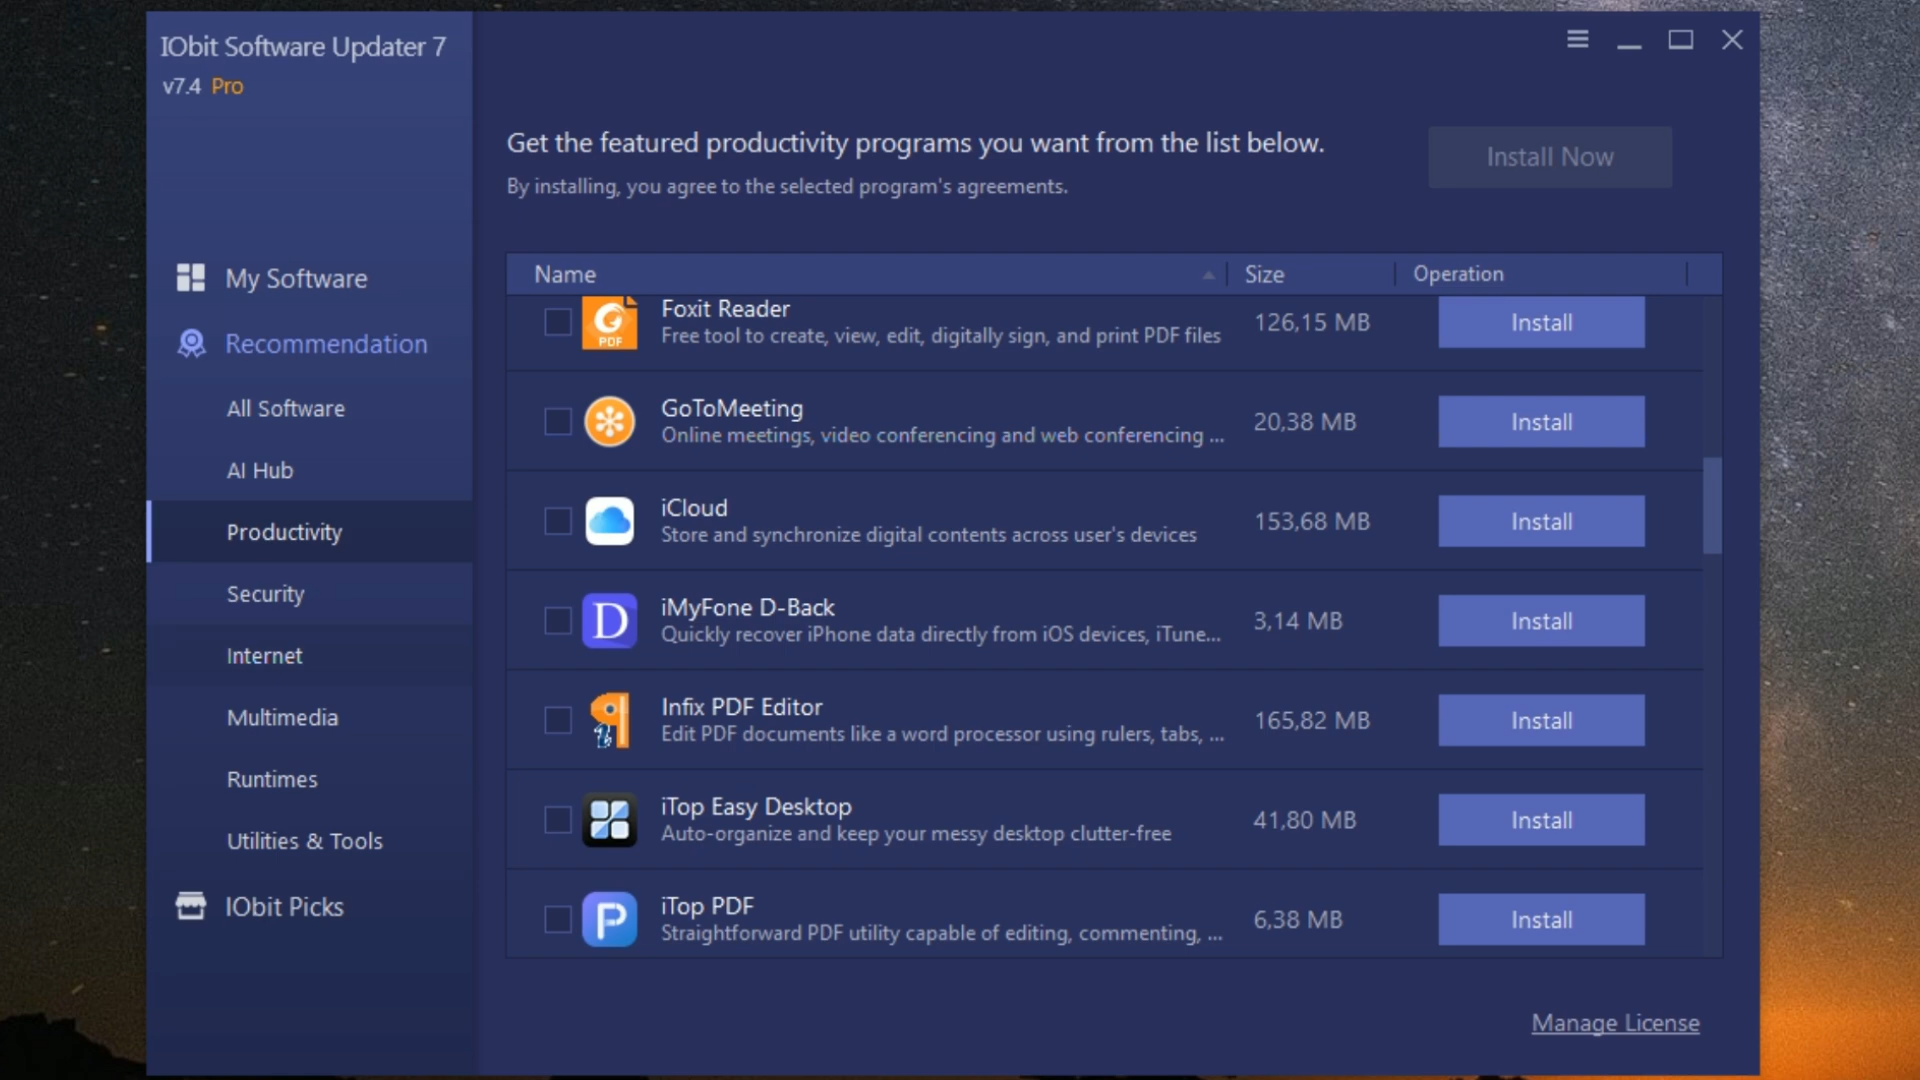 IObit Software Updater 7
v7.4 Pro
My Software
Recommendation
All Software
AI Hub
Productivity
Security
Internet
Multimedia
Runtimes
Utilities & Tools
IObit Picks
Get the featured productivity programs you want from the list below.
By installing, you agree to the selected program's agreements.
Install Now
Name Size Operation
Foxit Reader
Free tool to create, view, edit, digitally sign, and print PDF files
126,15 MB
Install
PDF
GoToMeeting
Online meetings, video conferencing and web conferencing ...
20,38 MB
Install
iCloud
Store and synchronize digital contents across user's devices
153,68 MB
Install
D
iMyFone D-Back
Quickly recover iPhone data directly from iOS devices, iTune...
3,14 MB
Install
Infix PDF Editor
Edit PDF documents like a word processor using rulers, tabs, ...
165,82 MB
Install
iTop Easy Desktop
Auto-organize and keep your messy desktop clutter-free
41,80 MB
Install
P
iTop PDF
Straightforward PDF utility capable of editing, commenting, ...
6,38 MB
Install
Manage License